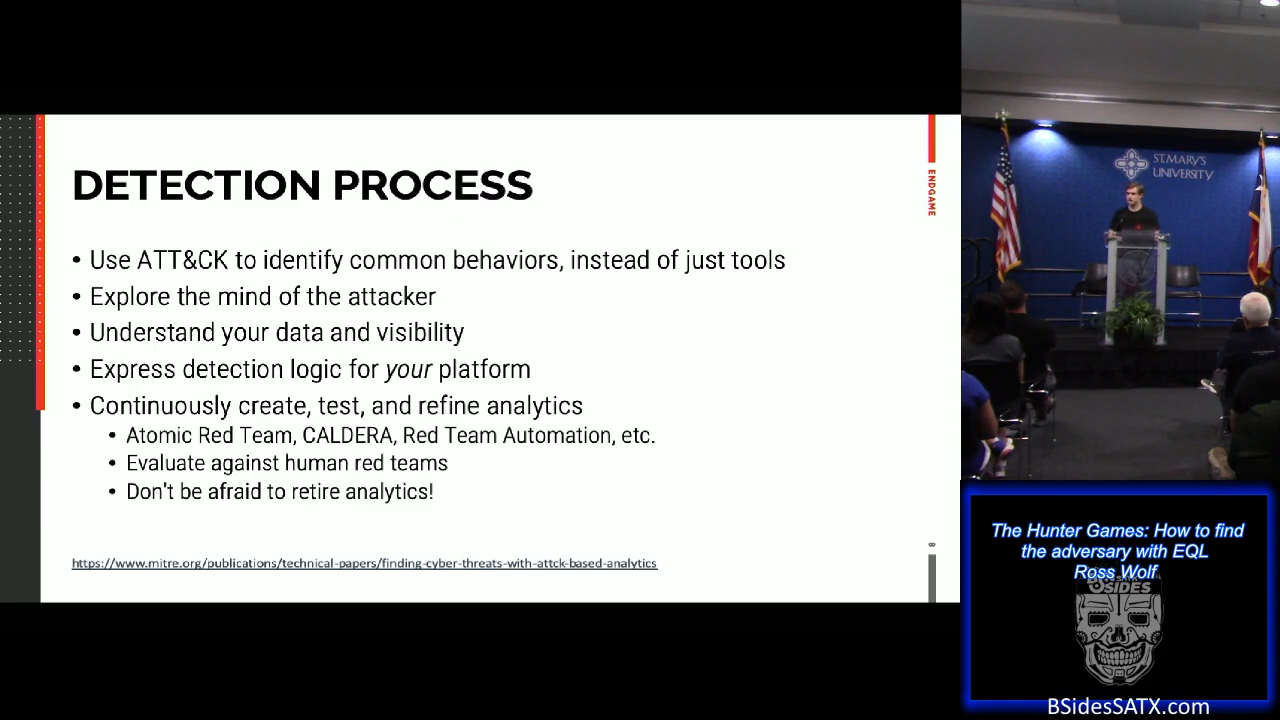 DETECTION PROCESS
ENDGAME
• Use ATT&CK to identify common behaviors, instead of just tools
• Explore the mind of the attacker
• Understand your data and visibility
• Express detection logic for your platform
• Continuously create, test, and refine analytics
• Atomic Red Team, CALDERA, Red Team Automation, etc.
• Evaluate against human red teams
• Don't be afraid to retire analytics!
https://www.mitre.org/publications/technical-papers/finding-cyber-threats-with-attck-based-analytics
8
ST. MARY'S
UNIVERSITY
The Hunter Games: How to find
the adversary with EQL
Ross Wolf
BSIDES
BSidesSATX.com